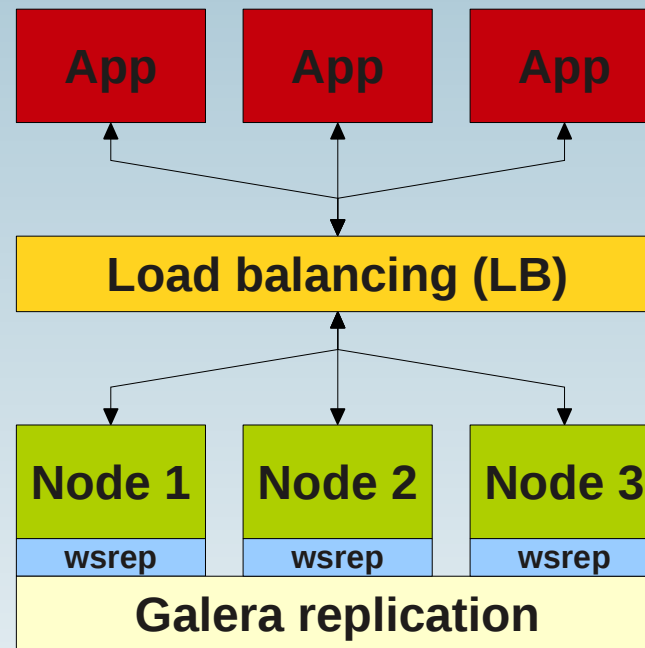 App App App
Load balancing (LB)
Node 1 Node 2 Node 3
wsrep wsrep wsrep
Galera replication